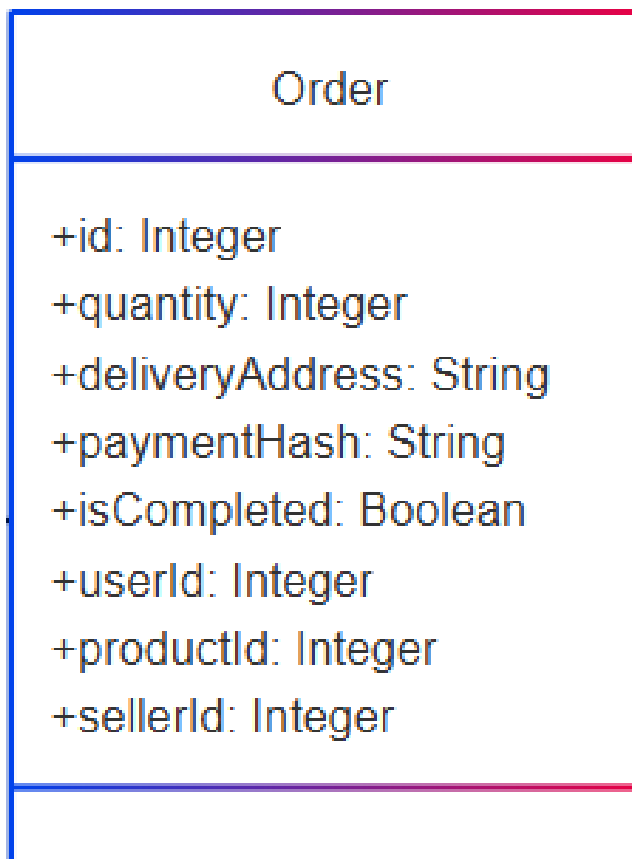 Order
+id: Integer
+quantity: Integer
+deliveryAddress: String
+paymentHash: String
+isCompleted: Boolean
+userId: Integer
+productId: Integer
+sellerId: Integer